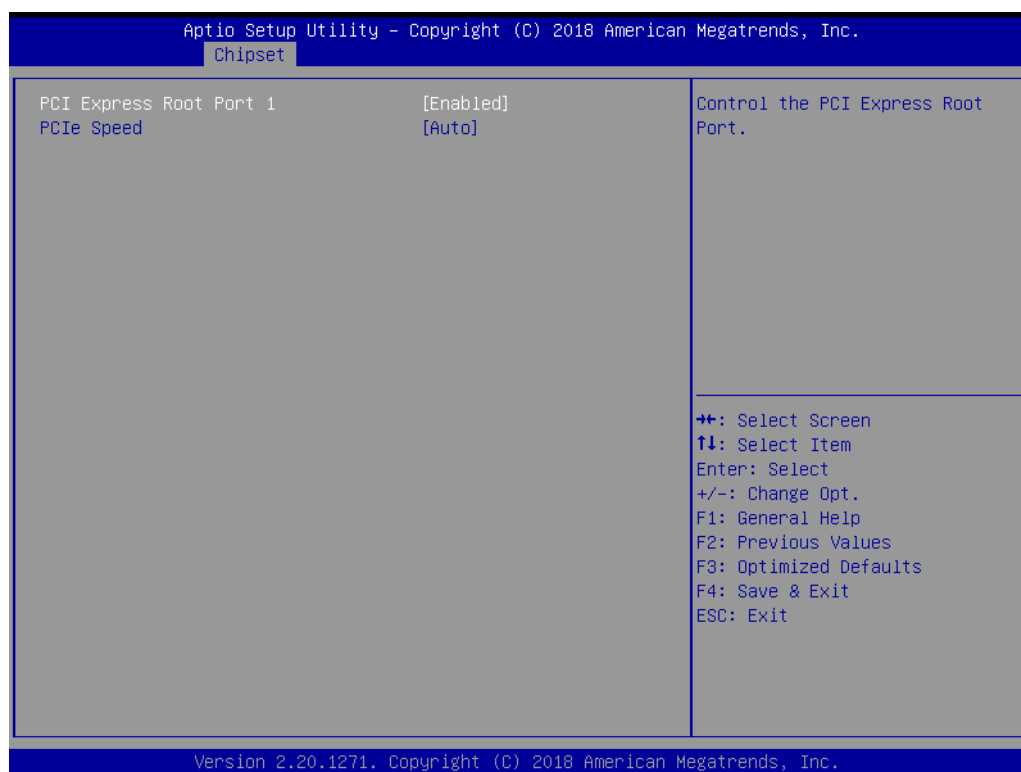 Aptio Setup Utility – Copyright (C) 2018 American Megatrends, Inc.
Chipset
PCI Express Root Port 1 [Enabled]
PCIe Speed [Auto]
Control the PCI Express Root
Port.
→←: Select Screen
↑↓: Select Item
Enter: Select
+/-: Change Opt.
F1: General Help
F2: Previous Values
F3: Optimized Defaults
F4: Save & Exit
ESC: Exit
Version 2.20.1271. Copyright (C) 2018 American Megatrends, Inc.